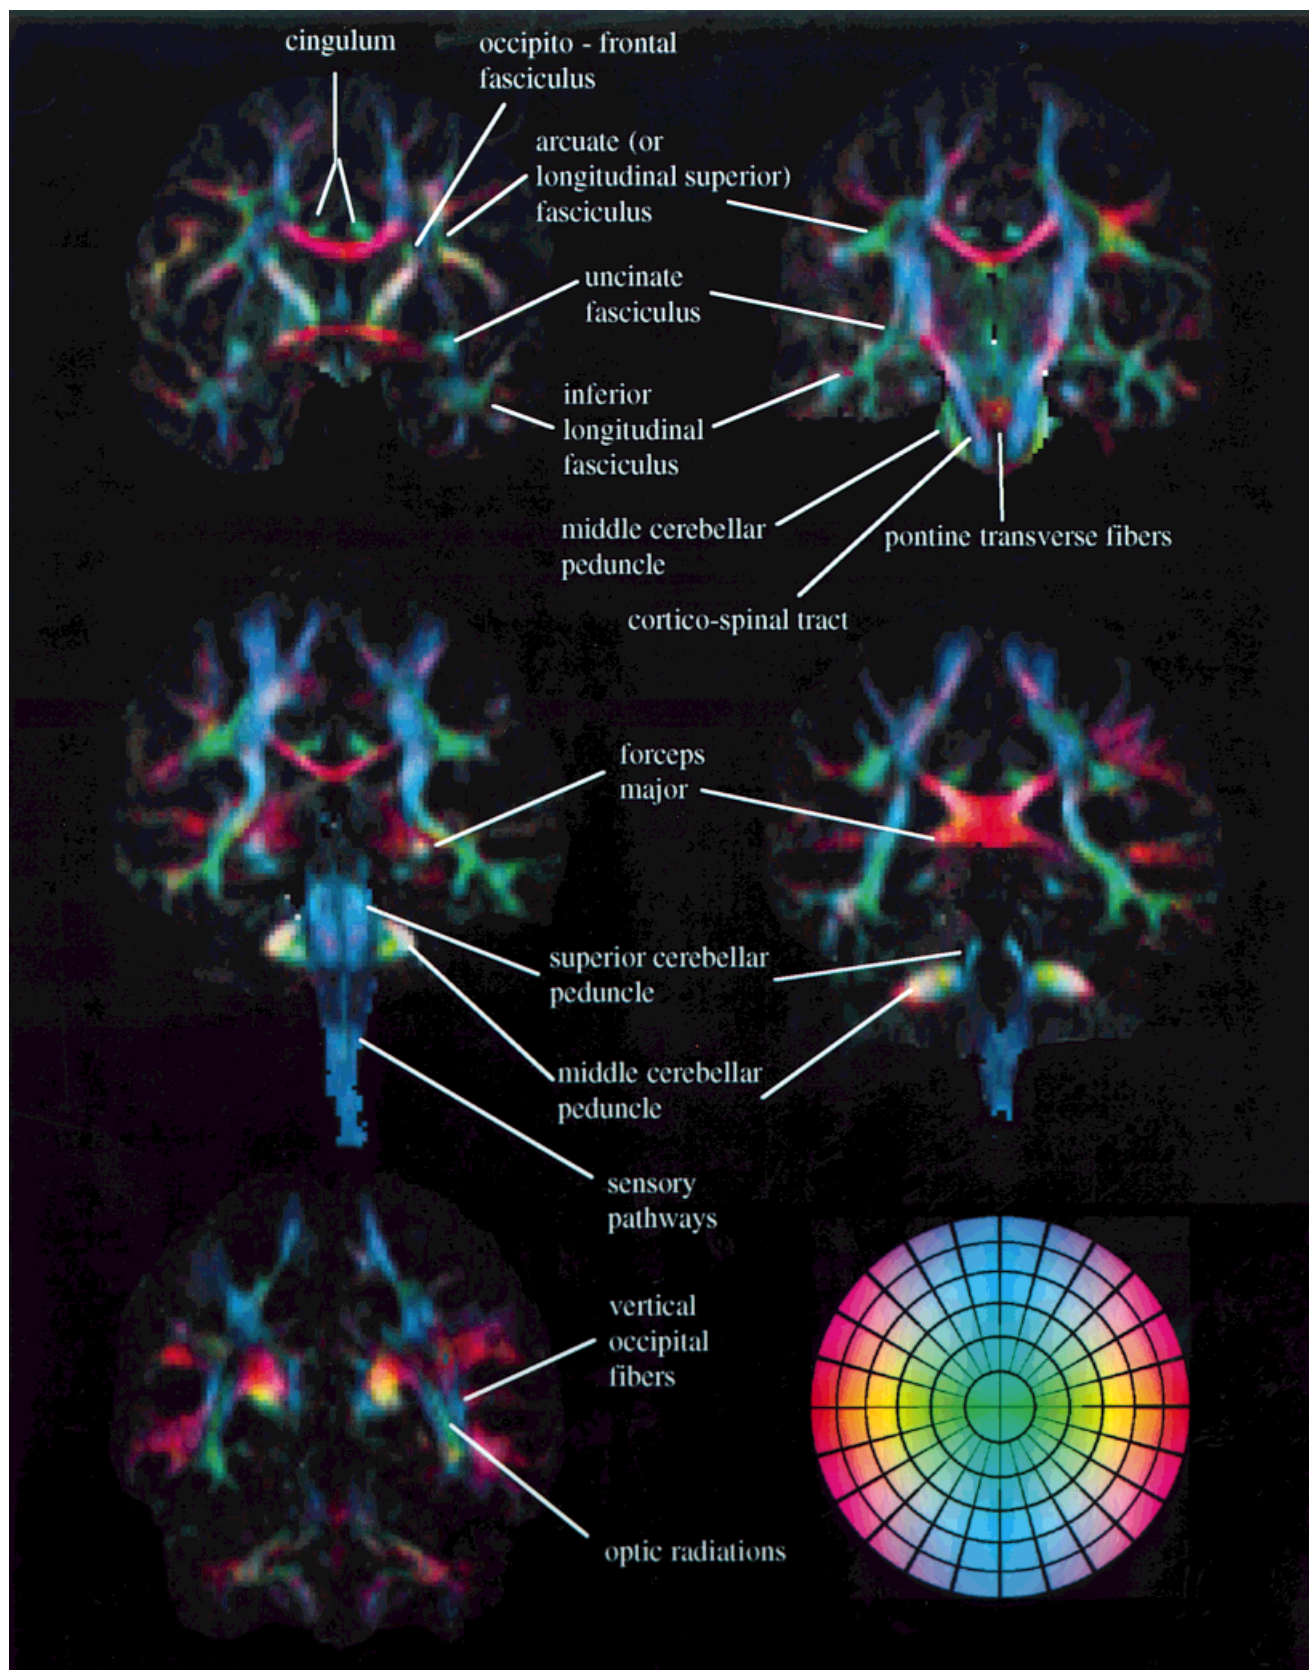 cingulum
occipito - frontal
fasciculus
arcuate (or
longitudinal superior)
fasciculus
uncinate
fasciculus
inferior
longitudinal
fasciculus
middle cerebellar
peduncle
pontine transverse fibers
cortico-spinal tract
forceps
major
superior cerebellar
peduncle
middle cerebellar
peduncle
sensory
pathways
vertical
occipital
fibers
optic radiations